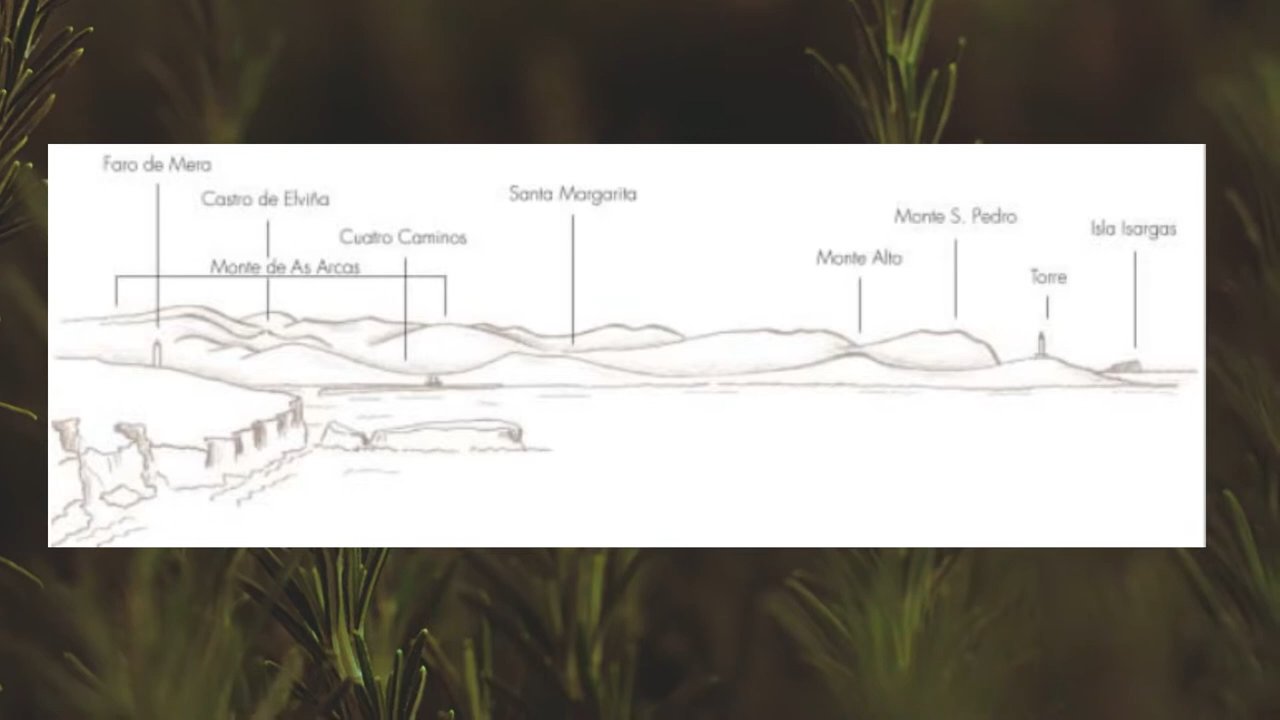 Faro de Mera
Castro de Elviña
Cuatro Caminos
Monte de As Arcas
Santa Margarita
Monte Alto
Monte S. Pedro
Torre
Isla Isargas